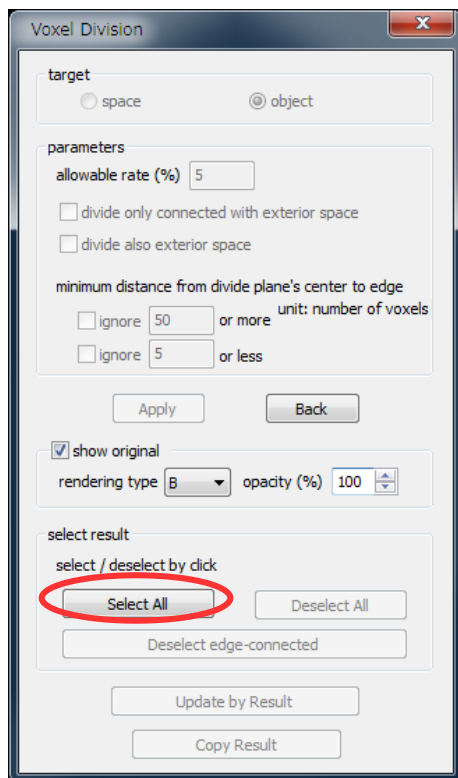 Voxel Division
target
space object
parameters
allowable rate (%) 5
divide only connected with exterior space
divide also exterior space
minimum distance from divide plane's center to edge
unit: number of voxels
ignore 50 or more
ignore 5 or less
Apply Back
show original
rendering type B opacity (%) 100
select result
select / deselect by click
Select All Deselect All
Deselect edge-connected
Update by Result
Copy Result